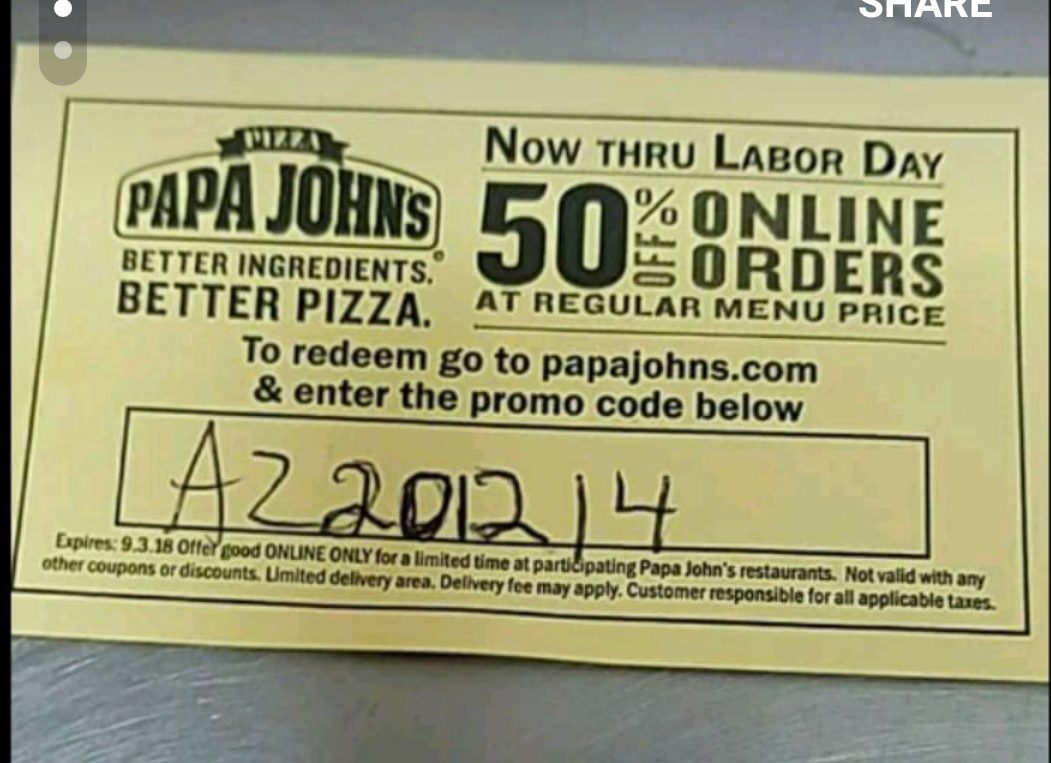 SHARE
PIZZA
PAPA JOHN'S
BETTER INGREDIENTS.®
BETTER PIZZA.
NOW THRU LABOR DAY
50% OFF ONLINE ORDERS
AT REGULAR MENU PRICE
To redeem go to papajohns.com
& enter the promo code below
AZ201214
Expires: 9.3.18 Offer good ONLINE ONLY for a limited time at participating Papa John's restaurants. Not valid with any
other coupons or discounts. Limited delivery area. Delivery fee may apply. Customer responsible for all applicable taxes.